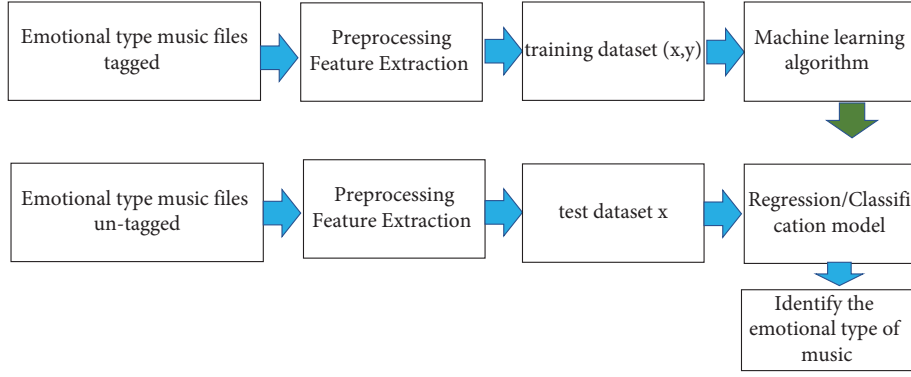 Emotional type music files
tagged
Preprocessing
Feature Extraction
training dataset (x,y)
Machine learning
algorithm
Emotional type music files
un-tagged
Preprocessing
Feature Extraction
test dataset x
Regression/Classifi
cation model
Identify the
emotional type of
music